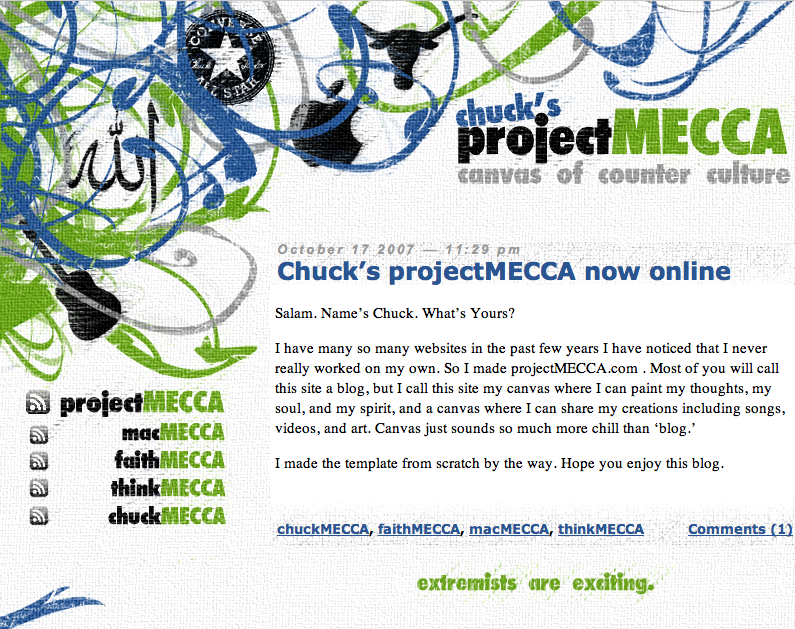 CONVERSE
ALL STAR
الله
chuck's
projectMECCA
canvas of counter culture
October 17 2007 — 11:29 pm
Chuck's projectMECCA now online
Salam. Name's Chuck. What's Yours?
I have many so many websites in the past few years I have noticed that I never
really worked on my own. So I made projectMECCA.com . Most of you will call
this site a blog, but I call this site my canvas where I can paint my thoughts, my
soul, and my spirit, and a canvas where I can share my creations including songs,
videos, and art. Canvas just sounds so much more chill than ‘blog.’
I made the template from scratch by the way. Hope you enjoy this blog.
projectMECCA
macMECCA
faithMECCA
thinkMECCA
chuckMECCA
chuckMECCA, faithMECCA, macMECCA, thinkMECCA Comments (1)
extremists are exciting.